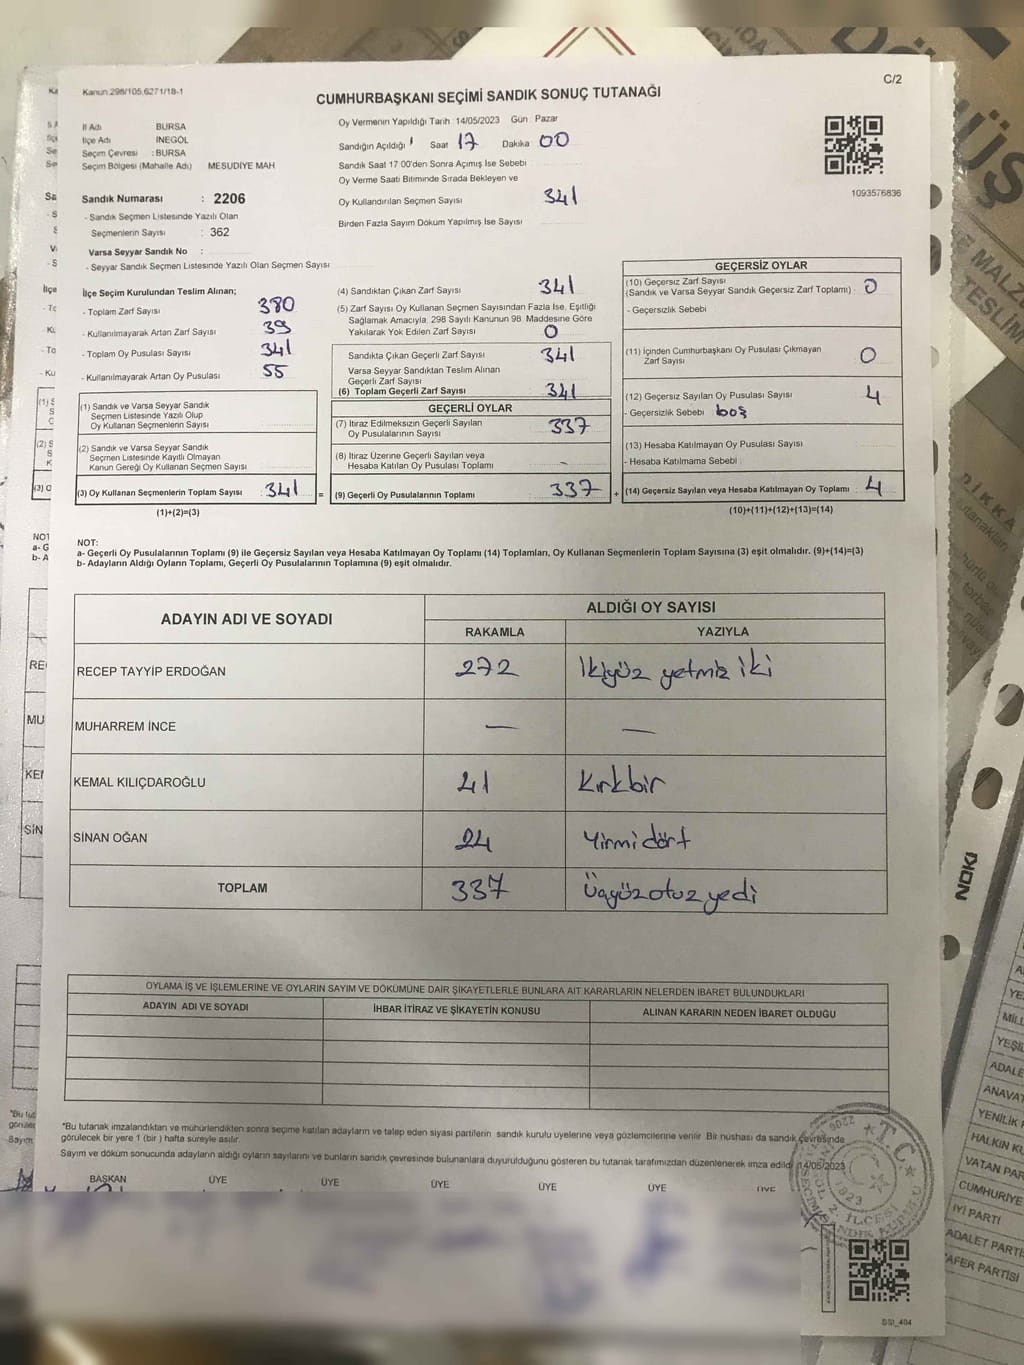 Kanun 298/105,6271/18-1
C/2
CUMHURBAŞKANI SEÇİMİ SANDIK SONUÇ TUTANAĞI
İl Adı BURSA
İlçe Adı İNEGÖL
Seçim Çevresi : BURSA
Seçim Bölgesi (Mahalle Adı) MESUDİYE MAH
Oy Vermenin Yapıldığı Tarih 14/05/2023 Gün Pazar
Sandığın Açıldığı Saat 17 Dakika 00
Sandık Saat 17.00'den Sonra Açımış İse Sebebi
Oy Verme Saati Bitiminde Sırada Bekleyen ve
Oy Kullandırılan Seçmen Sayısı 341
Birden Fazla Sayım Döküm Yapılmış İse Sayısı
1093576836
Sandık Numarası : 2206
- Sandık Seçmen Listesinde Yazılı Olan
Seçmenlerin Sayısı : 362
Varsa Seyyar Sandık No :
- Seyyar Sandık Seçmen Listesinde Yazılı Olan Seçmen Sayısı
İlçe Seçim Kurulundan Teslim Alınan;
- Toplam Zarf Sayısı 380
- Kullanılmayarak Artan Zarf Sayısı 39
- Toplam Oy Pusulası Sayısı 341
- Kullanılmayarak Artan Oy Pusulası 55
(1) Sandık ve Varsa Seyyar Sandık
Seçmen Listesinde Yazılı Olup
Oy Kullanan Seçmenlerin Sayısı
(2) Sandık ve Varsa Seyyar Sandık
Seçmen Listesinde Kayıtlı Olmayan
Kanun Gereği Oy Kullanan Seçmen Sayısı
(3) Oy Kullanan Seçmenlerin Toplam Sayısı 341
=
(1)+(2)=(3)
(4) Sandıktan Çıkan Zarf Sayısı 341
(5) Zarf Sayısı Oy Kullanan Seçmen Sayısından Fazla İse, Eşitliği
Sağlamak Amacıyla, 298 Sayılı Kanunun 98. Maddesine Göre
Yakılarak Yok Edilen Zarf Sayısı 0
Sandıkta Çıkan Geçerli Zarf Sayısı 341
Varsa Seyyar Sandıktan Teslim Alınan
Geçerli Zarf Sayısı
(6) Toplam Geçerli Zarf Sayısı 341
GEÇERLİ OYLAR
(7) İtiraz Edilmeksizin Geçerli Sayılan
Oy Pusulalarının Sayısı 337
(8) İtiraz Üzerine Geçerli Sayılan veya
Hesaba Katılan Oy Pusulası Toplamı –
(9) Geçerli Oy Pusulalarının Toplamı 337
+
GEÇERSİZ OYLAR
(10) Geçersiz Zarf Sayısı
(Sandık ve Varsa Seyyar Sandık Geçersiz Zarf Toplamı) : 0
- Geçersizlik Sebebi
(11) İçinden Cumhurbaşkanı Oy Pusulası Çıkmayan
Zarf Sayısı 0
(12) Geçersiz Sayılan Oy Pusulası Sayısı 4
- Geçersizlik Sebebi boş
(13) Hesaba Katılmayan Oy Pusulası Sayısı
- Hesaba Katılmama Sebebi
(14) Geçersiz Sayılan veya Hesaba Katılmayan Oy Toplamı 4
(10)+(11)+(12)+(13)=(14)
NOT:
a- Geçerli Oy Pusulalarının Toplamı (9) ile Geçersiz Sayılan veya Hesaba Katılmayan Oy Toplamı (14) Toplamları, Oy Kullanan Seçmenlerin Toplam Sayısına (3) eşit olmalıdır. (9)+(14)=(3)
b- Adayların Aldığı Oyların Toplamı, Geçerli Oy Pusulalarının Toplamına (9) eşit olmalıdır.
ADAYIN ADI VE SOYADI
ALDIĞI OY SAYISI
RAKAMLA YAZIYLA
RECEP TAYYİP ERDOĞAN 272 İkiyüz yetmiş iki
MUHARREM İNCE — —
KEMAL KILIÇDAROĞLU 41 Kırkbir
SİNAN OĞAN 24 Yirmi dört
TOPLAM 337 Üçyüz otuz yedi
OYLAMA İŞ VE İŞLEMLERİNE VE OYLARIN SAYIM VE DÖKÜMÜNE DAİR ŞİKAYETLERLE BUNLARA AİT KARARLARIN NELERDEN İBARET BULUNDUKLARI
ADAYIN ADI VE SOYADI İHBAR İTİRAZ VE ŞİKAYETİN KONUSU ALINAN KARARIN NEDEN İBARET OLDUĞU
*Bu tutanak imzalandıktan ve mühürlendikten sonra seçime katılan adayların ve talep eden siyasi partilerin sandık kurulu üyelerine veya gözlemcilerine verilir. Bir nüshası da sandık çevresinde
görülecek bir yere 1 (bir ) hafta süreyle asılır
Sayım ve döküm sonucunda adayların aldığı oyların sayılarını ve bunların sandık çevresinde bulunanlara duyurulduğunu gösteren bu tutanak tarafımızdan düzenlenerek imza edildi 14/05/2023
BAŞKAN ÜYE ÜYE ÜYE ÜYE ÜYE ÜYE
T.C.
NOKI
DİKKAT
VATAN PAR
CUMHURİYE
İYİ PARTİ
ADALET PARTİ
AFER PARTİSİ